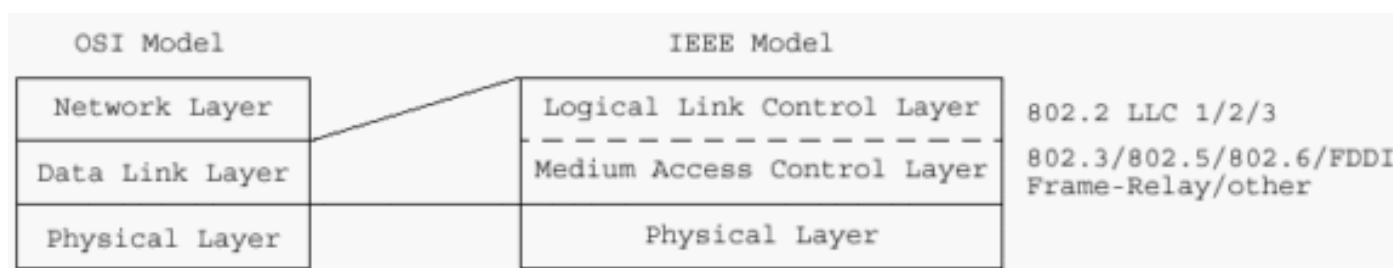 OSI Model
IEEE Model
Network Layer
Logical Link Control Layer
802.2 LLC 1/2/3
Data Link Layer
Medium Access Control Layer
802.3/802.5/802.6/FDDI
Frame-Relay/other
Physical Layer
Physical Layer